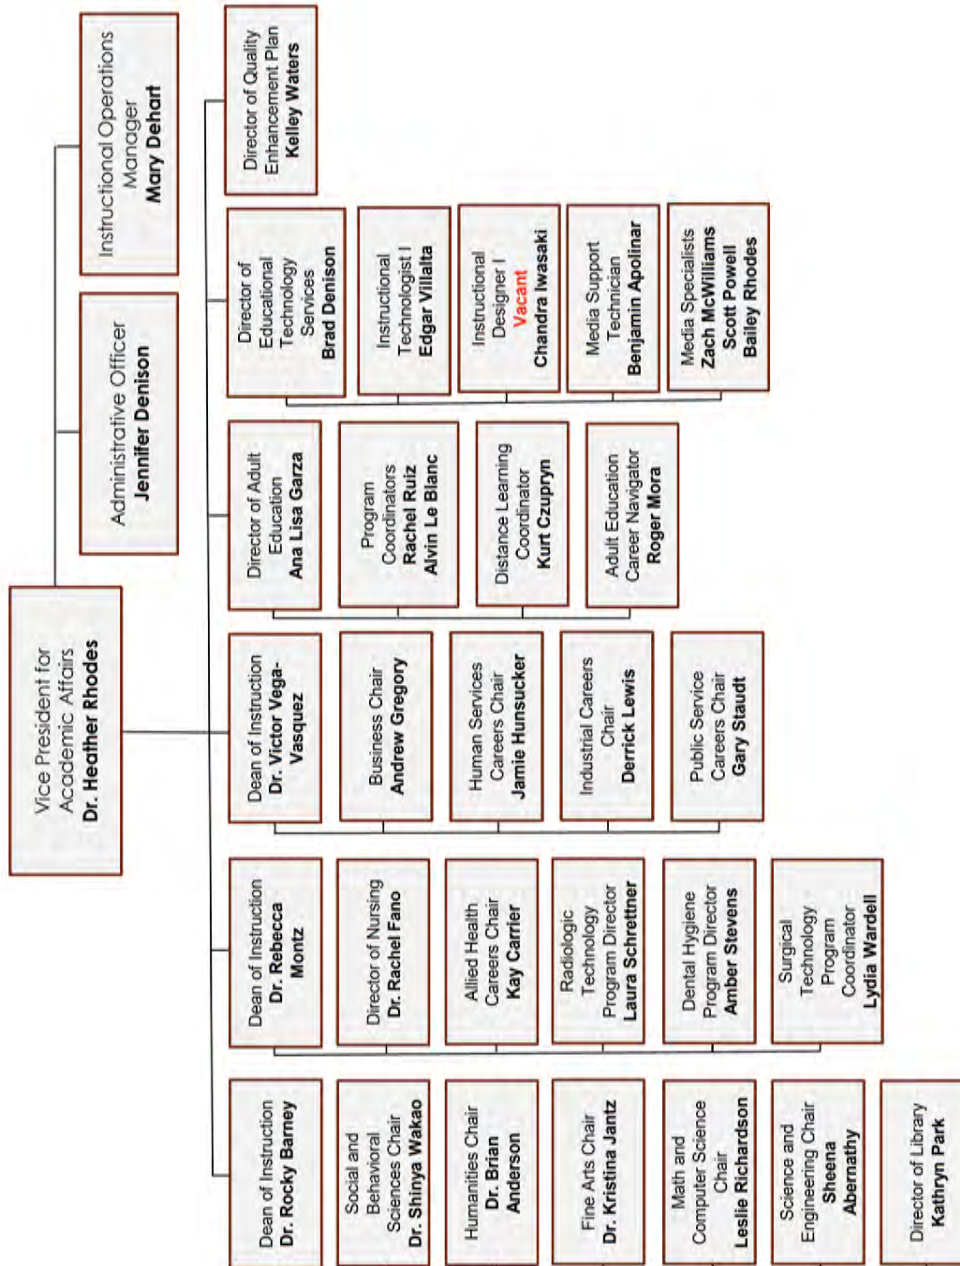 Vice President for
Academic Affairs
Dr. Heather Rhodes
Administrative Officer
Jennifer Denison
Instructional Operations
Manager
Mary Dehart
Dean of Instruction
Dr. Rocky Barney
Social and
Behavioral
Sciences Chair
Dr. Shinya Wakao
Humanities Chair
Dr. Brian
Anderson
Fine Arts Chair
Dr. Kristina Jantz
Math and
Computer Science
Chair
Leslie Richardson
Science and
Engineering Chair
Sheena
Abernathy
Director of Library
Kathryn Park
Dean of Instruction
Dr. Rebecca
Montz
Director of Nursing
Dr. Rachel Fano
Allied Health
Careers Chair
Kay Carrier
Radiologic
Technology
Program Director
Laura Schrettner
Dental Hygiene
Program Director
Amber Stevens
Surgical
Technology
Program
Coordinator
Lydia Wardell
Dean of Instruction
Dr. Victor Vega-
Vasquez
Business Chair
Andrew Gregory
Human Services
Careers Chair
Jamie Hunsucker
Industrial Careers
Chair
Derrick Lewis
Public Service
Careers Chair
Gary Staudt
Director of Adult
Education
Ana Lisa Garza
Program
Coordinators
Rachel Ruiz
Alvin Le Blanc
Distance Learning
Coordinator
Kurt Czupryn
Adult Education
Career Navigator
Roger Mora
Director of
Educational
Technology
Services
Brad Denison
Instructional
Technologist I
Edgar Villalta
Instructional
Designer I
Vacant
Chandra Iwasaki
Media Support
Technician
Benjamin Apolinar
Media Specialists
Zach McWilliams
Scott Powell
Bailey Rhodes
Director of Quality
Enhancement Plan
Kelley Waters